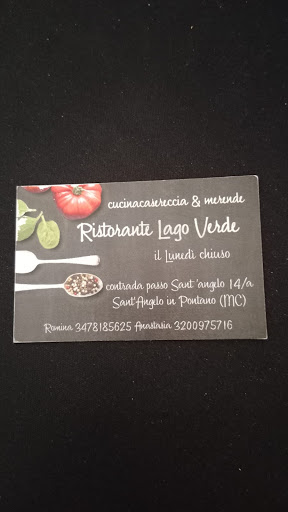 cucinacasereccia & merende
Ristorante Lago Verde
il Lunedì chiuso
contrada passo Sant'angelo 14/a
Sant'Angelo in Pontano (MC)
Romina 3478185625 Anastasia 3200975716